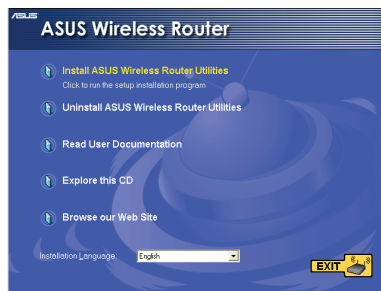 ASUS
ASUS Wireless Router
Install ASUS Wireless Router Utilities
Click to run the setup installation program
Uninstall ASUS Wireless Router Utilities
Read User Documentation
Explore this CD
Browse our Web Site
Installation Language: English
EXIT